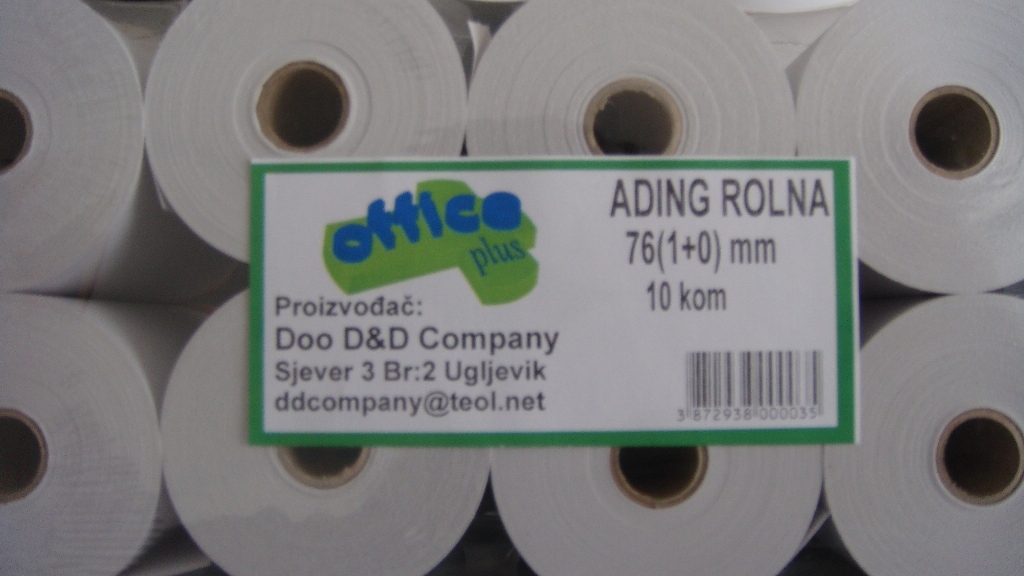 office
plus
ADING ROLNA
76(1+0) mm
10 kom
Proizvođač:
Doo D&D Company
Sjever 3 Br:2 Ugljevik
ddcompany@teol.net
3 872938 000035